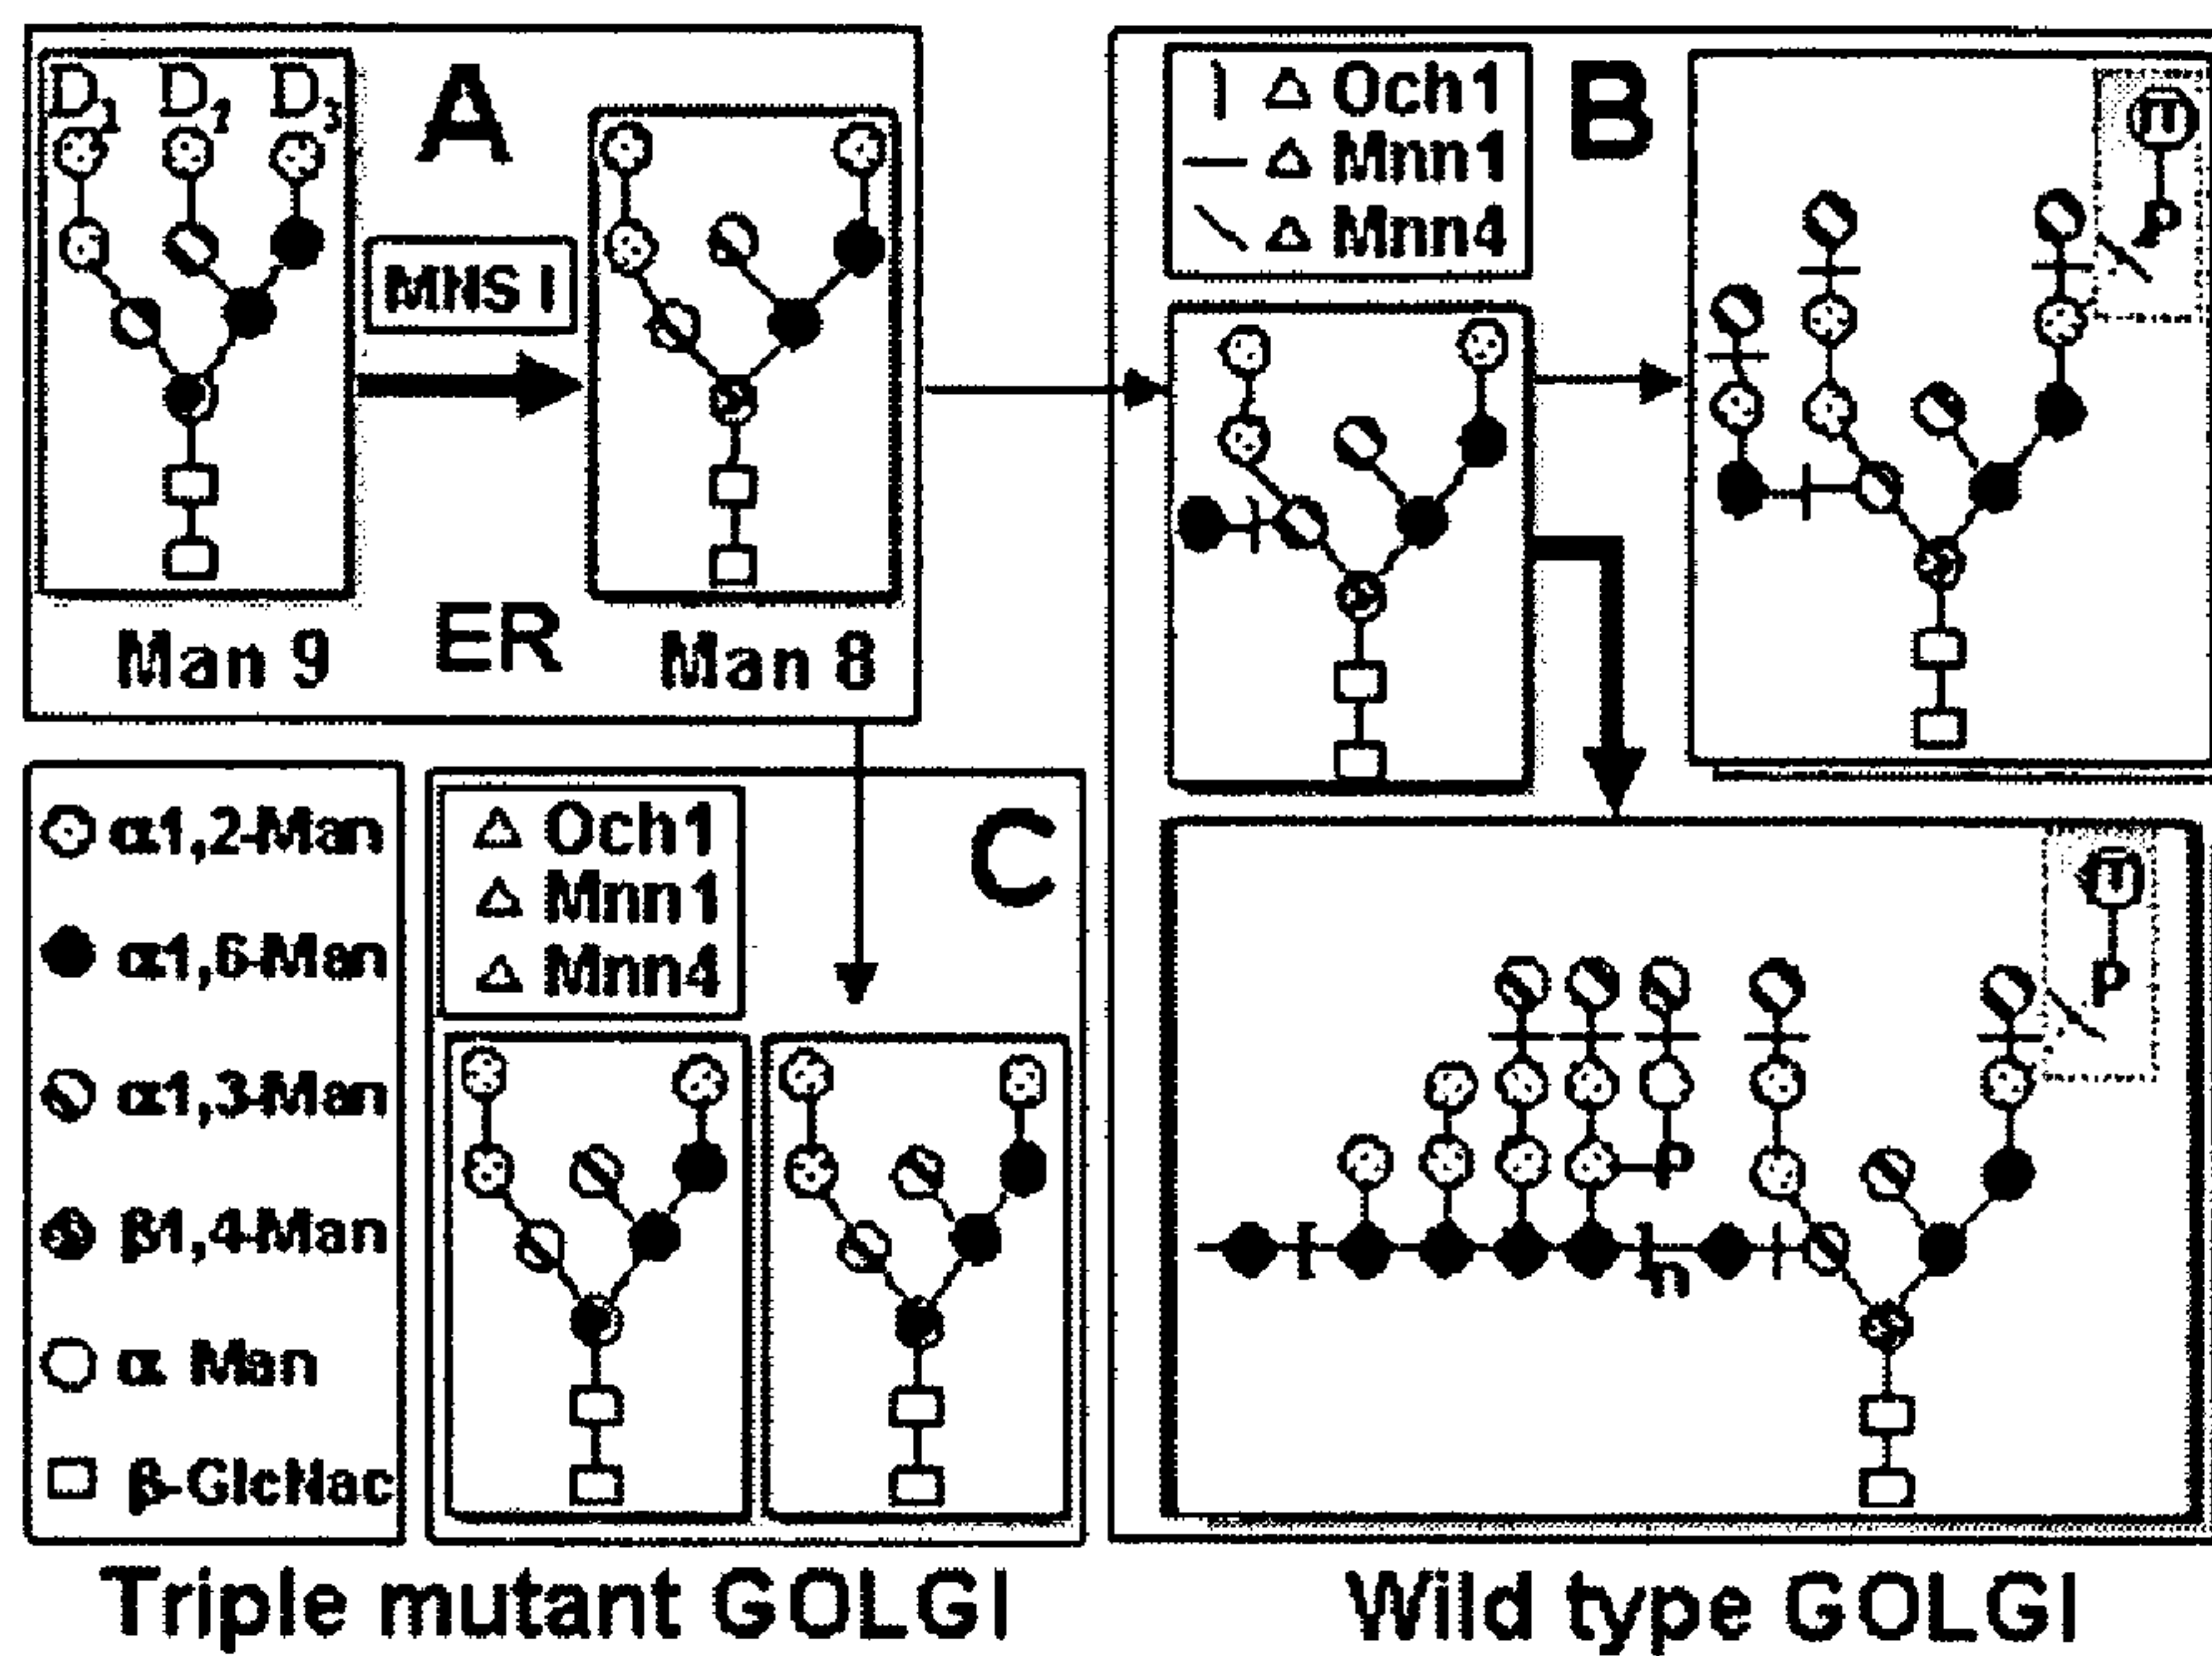 D1 D2 D3
A
MNS I
Man 9
ER
Man 8
Och1
Mnn1
Mnn4
B
P
P
n
α1,2-Man
α1,6-Man
α1,3-Man
β1,4-Man
α Man
β-GlcNac
Δ Och1
Δ Mnn1
Δ Mnn4
C
P
Triple mutant GOLGI
Wild type GOLGI